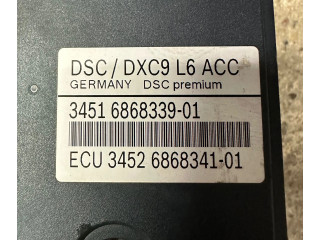 DSC / DXC9 L6 ACC
GERMANY DSC premium
3451 6868339-01
ECU 3452 6868341-01